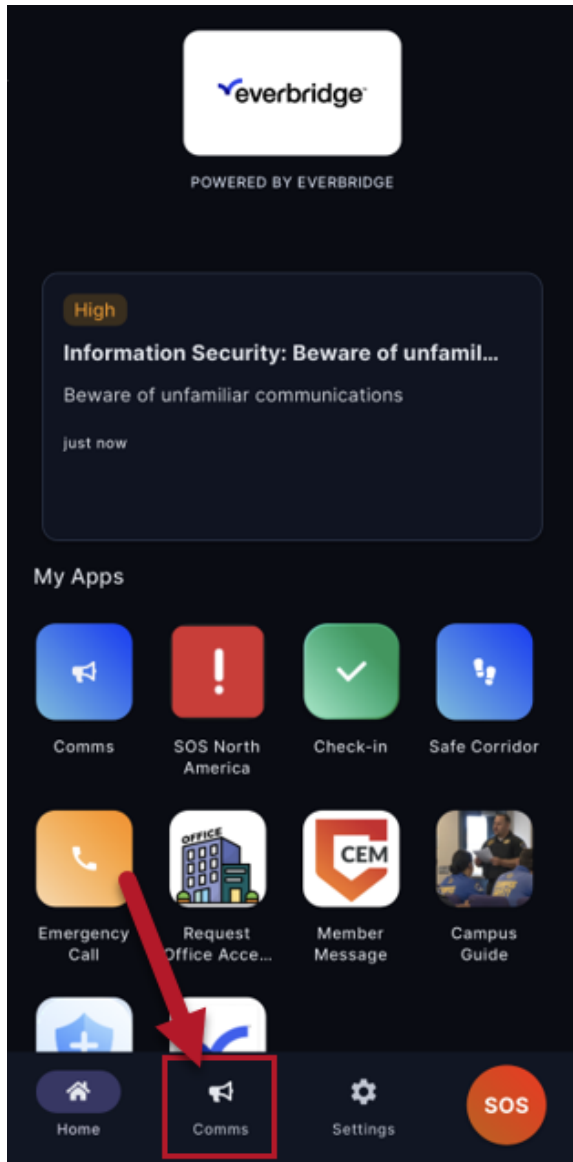 everbridge
POWERED BY EVERBRIDGE
High
Information Security: Beware of unfamil...
Beware of unfamiliar communications
just now
My Apps
Comms
SOS North
America
Check-in
Safe Corridor
OFFICE
CEM
Emergency
Call
Request
Office Acce...
Member
Message
Campus
Guide
Home
Comms
Settings
SOS